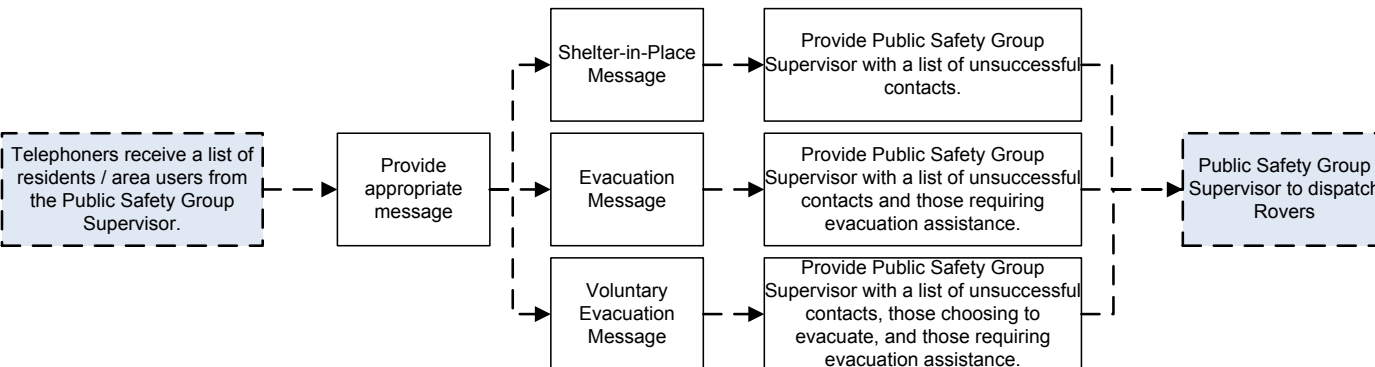 Telephoners receive a list of
residents / area users from
the Public Safety Group
Supervisor.
Provide
appropriate
message
Shelter-in-Place
Message
Provide Public Safety Group
Supervisor with a list of unsuccessful
contacts.
Evacuation
Message
Provide Public Safety Group
Supervisor with a list of unsuccessful
contacts and those requiring
evacuation assistance.
Voluntary
Evacuation
Message
Provide Public Safety Group
Supervisor with a list of unsuccessful
contacts, those choosing to
evacuate, and those requiring
evacuation assistance.
Public Safety Group
Supervisor to dispatch
Rovers